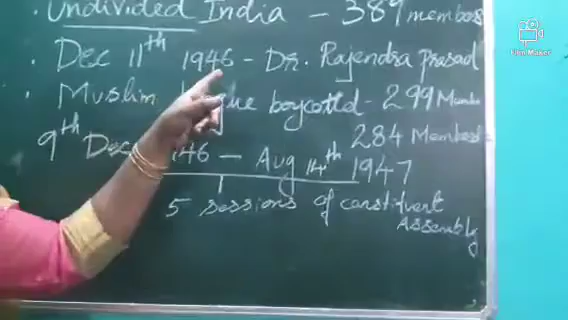 Undivided India - 389 members
Dec 11th 1946 - Dr. Rajendra Prasad
Muslim boycotted - 299 Members
284 Members
9th Dec 1946 - Aug 14th 1947
5 sessions of constituent
Assembly
Film Maker